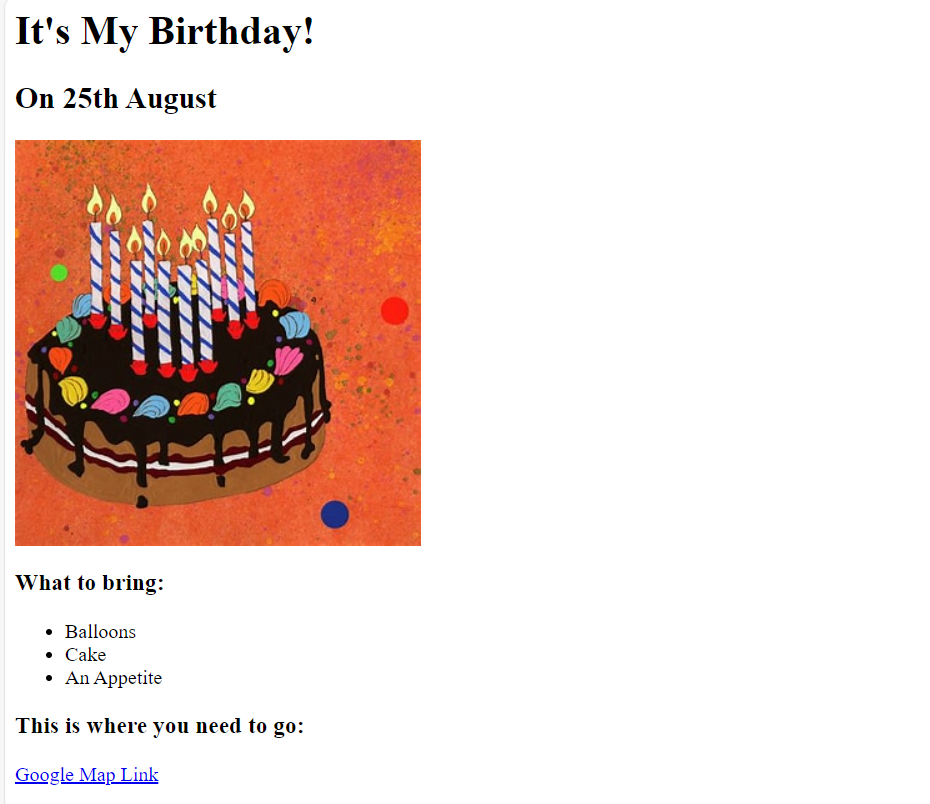 It's My Birthday!
On 25th August
What to bring:
Balloons
Cake
An Appetite
This is where you need to go:
Google Map Link